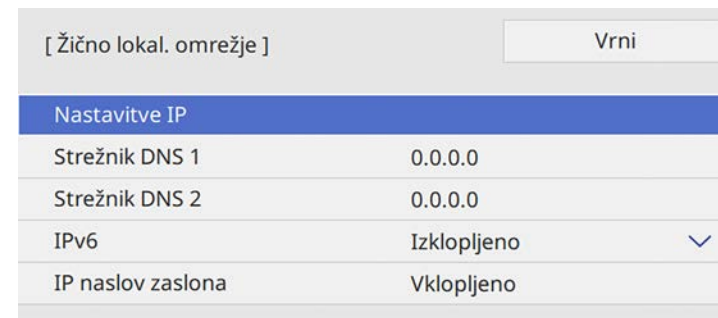 [ Žično lokal. omrežje ] Vrni
Nastavitve IP
Strežnik DNS 1 0.0.0.0
Strežnik DNS 2 0.0.0.0
IPv6 Izklopljeno
IP naslov zaslona Vklopljeno